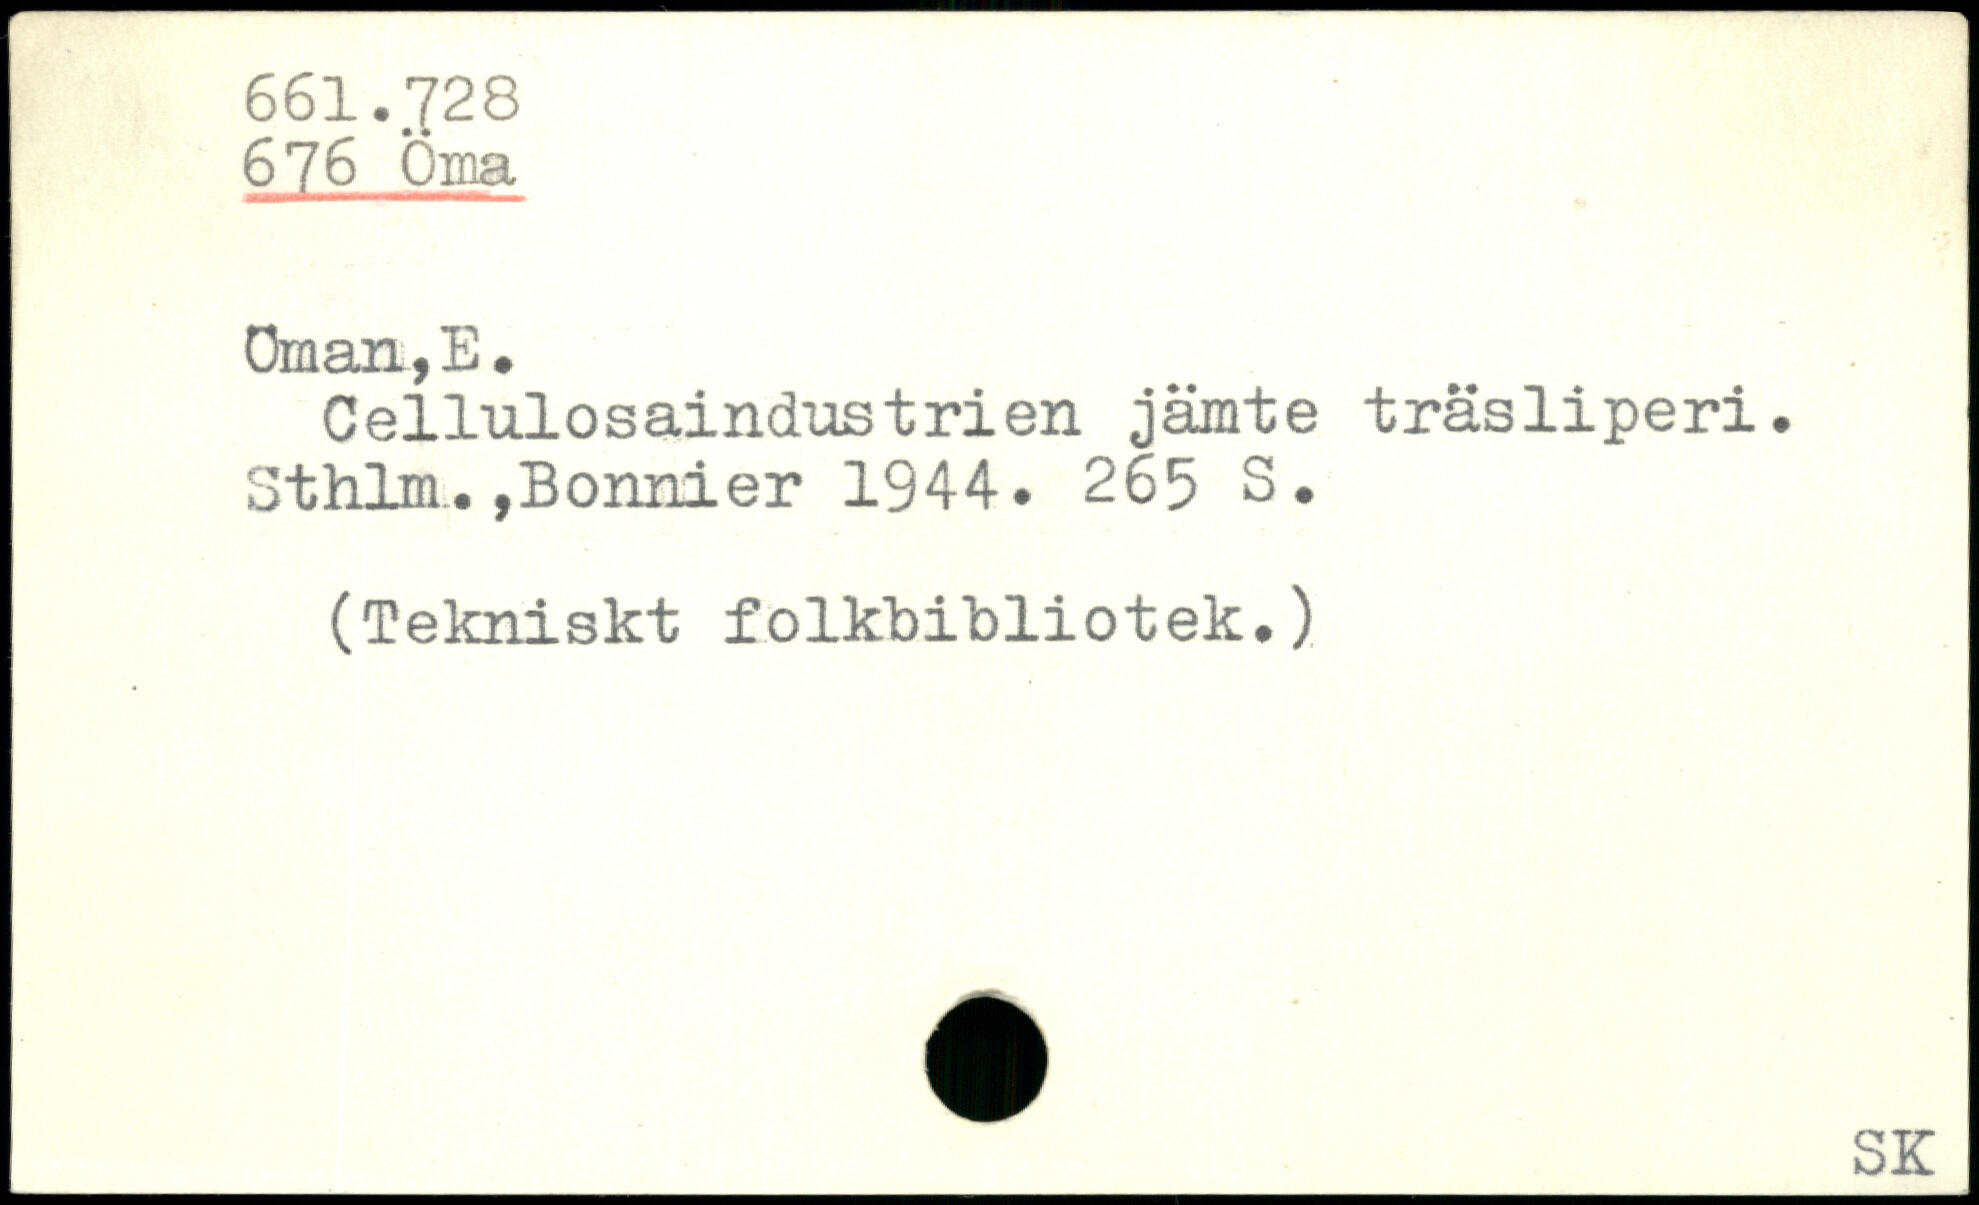 661.728
676 Öma
Öman,E.
Cellulosaindustrien jämte träsliperi.
Sthlm.,Bonnier 1944. 265 S.
(Tekniskt folkbibliotek.)
SK